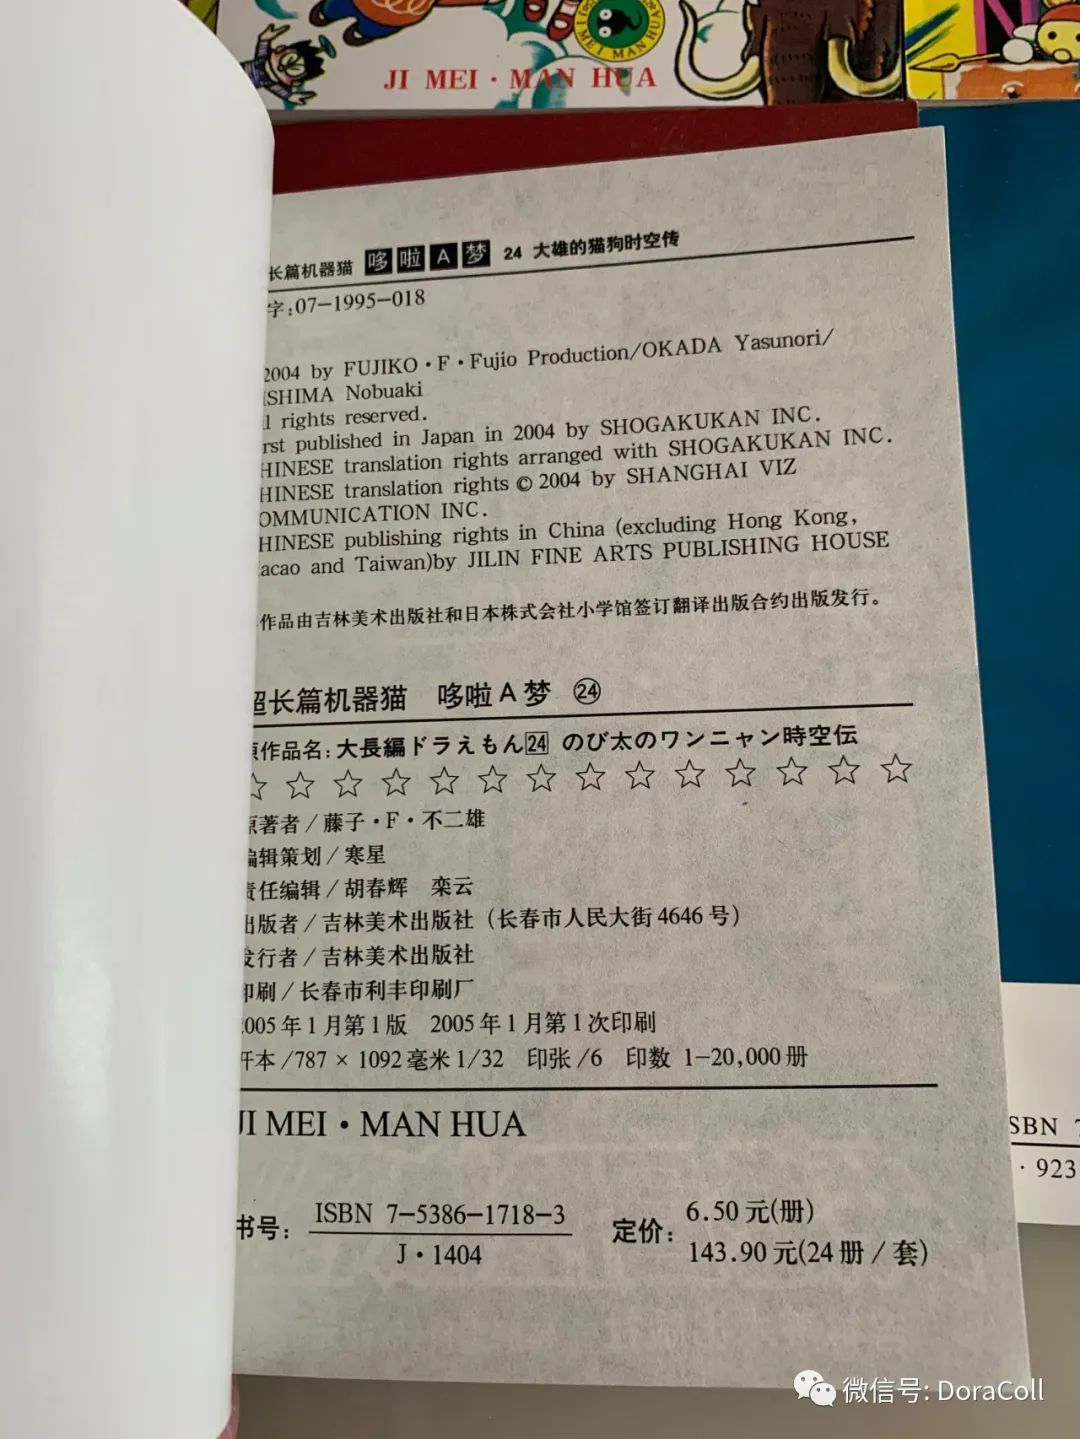 JI MEI · MAN HUA
长篇机器猫 哆啦A梦 24 大雄的猫狗时空传
字:07-1995-018
2004 by FUJIKO·F·Fujio Production/OKADA Yasunori/
ISHIMA Nobuaki
ll rights reserved.
rst published in Japan in 2004 by SHOGAKUKAN INC.
HINESE translation rights arranged with SHOGAKUKAN INC.
HINESE translation rights © 2004 by SHANGHAI VIZ
OMMUNICATION INC.
HINESE publishing rights in China (excluding Hong Kong,
acao and Taiwan)by JILIN FINE ARTS PUBLISHING HOUSE
作品由吉林美术出版社和日本株式会社小学馆签订翻译出版合约出版发行。
超长篇机器猫 哆啦A梦 ㉔
原作品名:大長編ドラえもん24 のび太のワンニャン時空伝
☆☆☆☆☆☆☆☆☆☆☆☆☆☆
原著者/藤子·F·不二雄
编辑策划/寒星
责任编辑/胡春辉 栾云
出版者/吉林美术出版社(长春市人民大街4646号)
发行者/吉林美术出版社
印刷/长春市利丰印刷厂
2005年1月第1版 2005年1月第1次印刷
开本/787×1092毫米1/32 印张/6 印数 1-20,000册
JI MEI·MAN HUA
书号: ISBN 7-5386-1718-3
J·1404
定价: 6.50元(册)
143.90元(24册/套)
SBN 7
·923
微信号: DoraColl